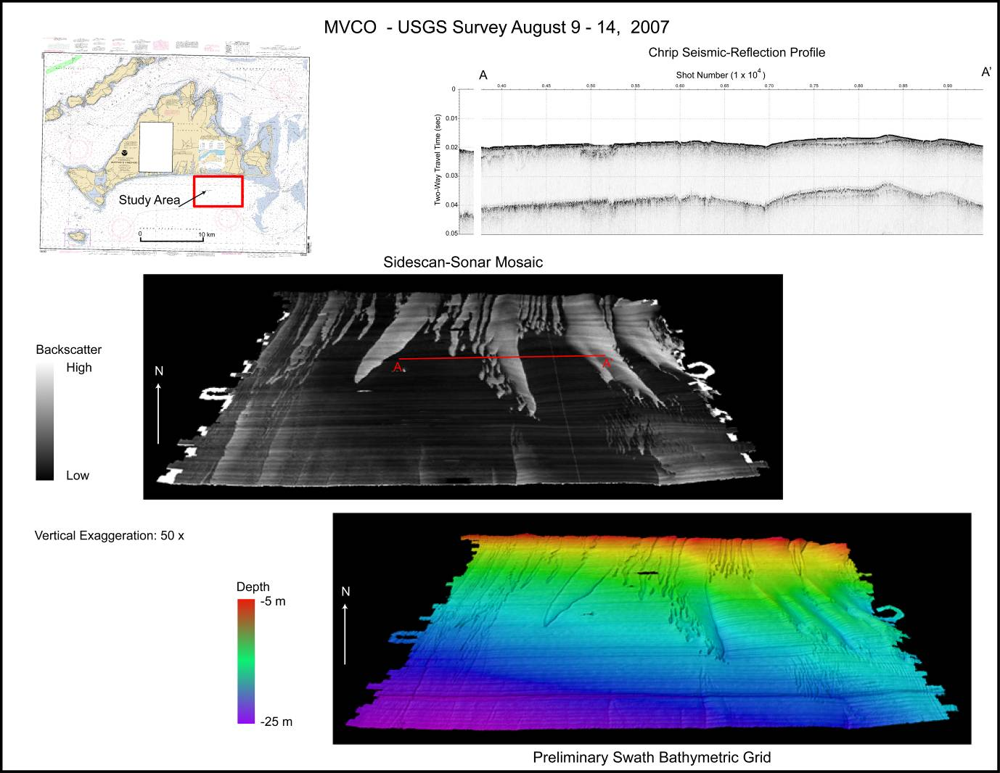 MVCO - USGS Survey August 9 - 14, 2007
Study Area
0
10 km
Chrip Seismic-Reflection Profile
A
Shot Number (1 x 10⁴)
A'
0.40 0.45 0.50 0.55 0.60 0.65 0.70 0.75 0.80 0.85 0.90
Two-Way Travel Time (sec)
0
0.01
0.02
0.03
0.04
0.05
Sidescan-Sonar Mosaic
Backscatter
High
Low
N
A
A'
Vertical Exaggeration: 50 x
Depth
-5 m
-25 m
N
Preliminary Swath Bathymetric Grid